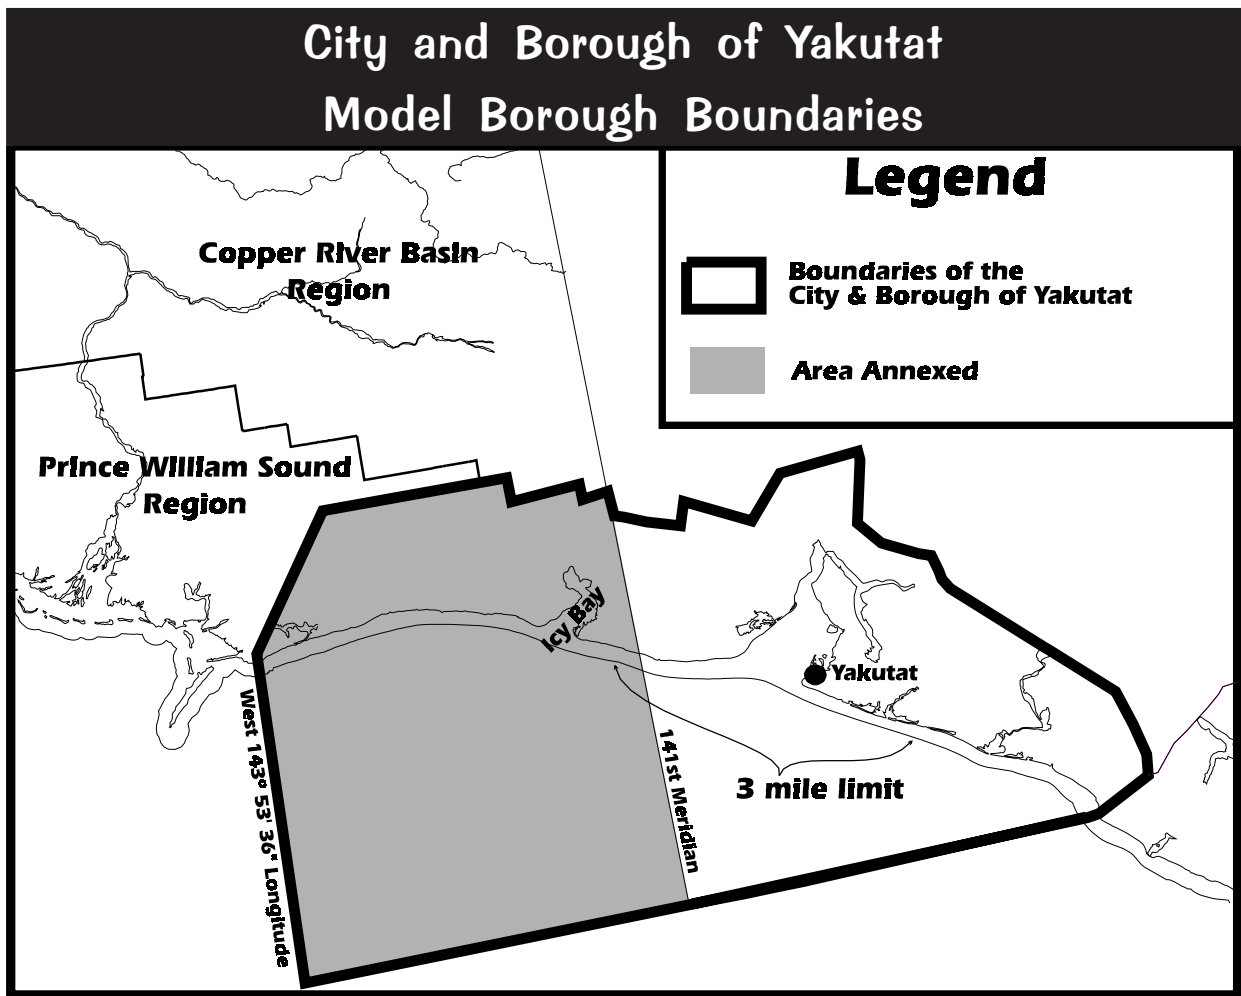 City and Borough of Yakutat
Model Borough Boundaries
Legend
Boundaries of the
City & Borough of Yakutat
Area Annexed
Copper River Basin
Region
Prince William Sound
Region
Icy Bay
Yakutat
3 mile limit
West 143º 53' 36" Longitude
141st Meridian